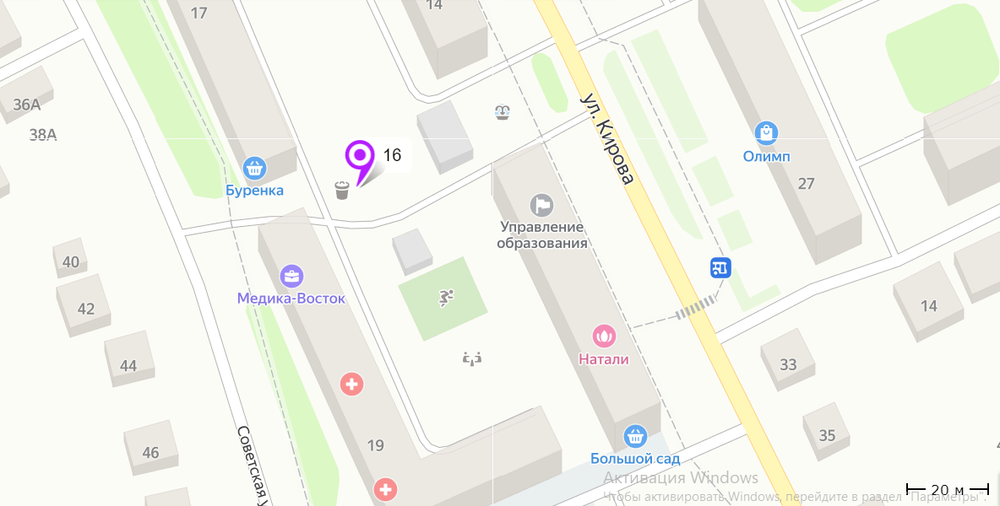 17
14
36А
38А
ул. Кирова
16
Олимп
Буренка
27
Управление
образования
40
Медика-Восток
42
14
44
Натали
33
19
46
35
Советская у
Большой сад
Активация Windows
20 м
Чтобы активировать Windows, перейдите в раздел "Параметры".